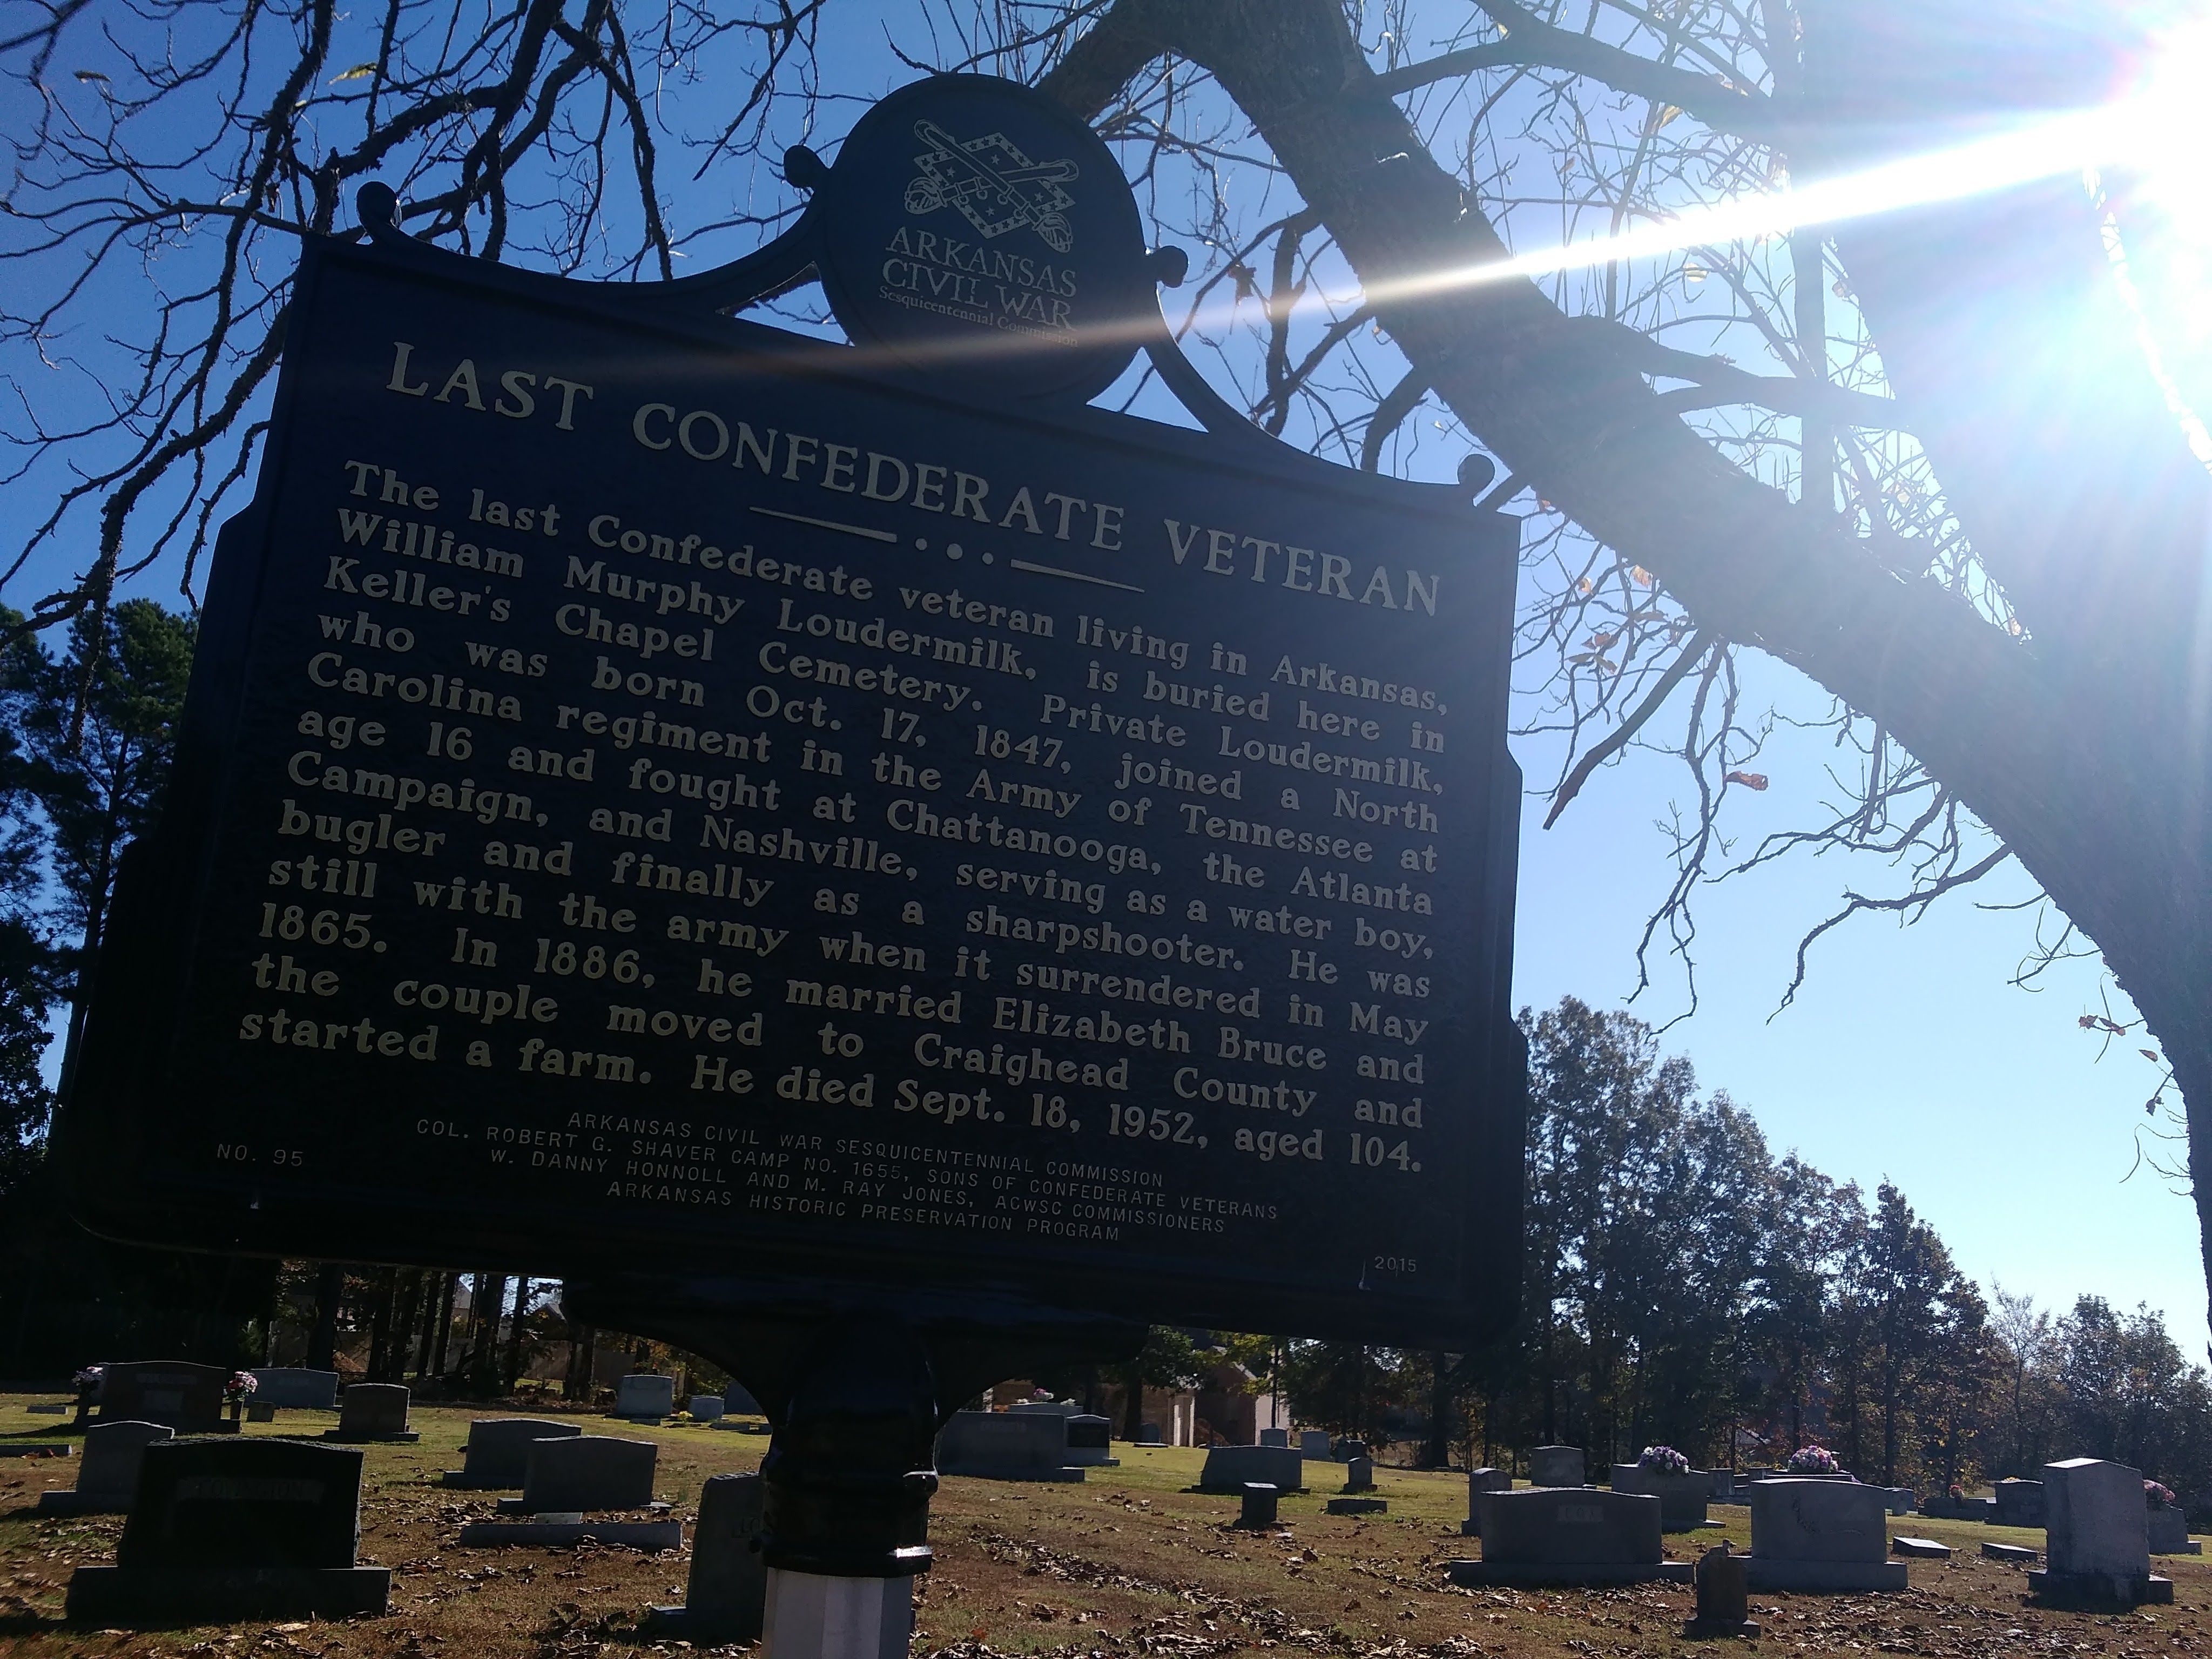 ARKANSAS
CIVIL WAR
Sesquicentennial Commission
LAST CONFEDERATE VETERAN
The last Confederate veteran living in Arkansas,
William Murphy Loudermilk, is buried here in
Keller's Chapel Cemetery. Private Loudermilk,
who was born Oct. 17, 1847, joined a North
Carolina regiment in the Army of Tennessee at
age 16 and fought at Chattanooga, the Atlanta
Campaign, and Nashville, serving as a water boy,
bugler and finally as a sharpshooter. He was
still with the army when it surrendered in May
1865. In 1886, he married Elizabeth Bruce and
the couple moved to Craighead County and
started a farm. He died Sept. 18, 1952, aged 104.
ARKANSAS CIVIL WAR SESQUICENTENNIAL COMMISSION
COL. ROBERT G. SHAVER CAMP NO. 1655, SONS OF CONFEDERATE VETERANS
W. DANNY HONNOLL AND M. RAY JONES, ACWSC COMMISSIONERS
ARKANSAS HISTORIC PRESERVATION PROGRAM
NO. 95
2015
COX